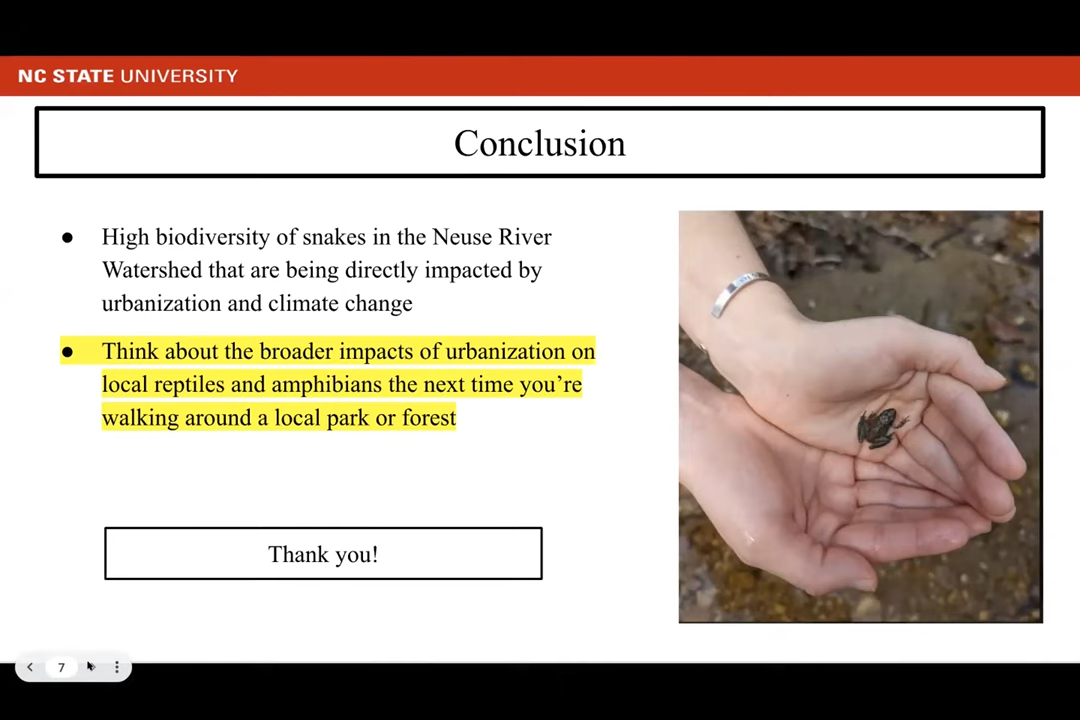 NC STATE UNIVERSITY
Conclusion
● High biodiversity of snakes in the Neuse River
Watershed that are being directly impacted by
urbanization and climate change
● Think about the broader impacts of urbanization on
local reptiles and amphibians the next time you’re
walking around a local park or forest
Thank you!
7